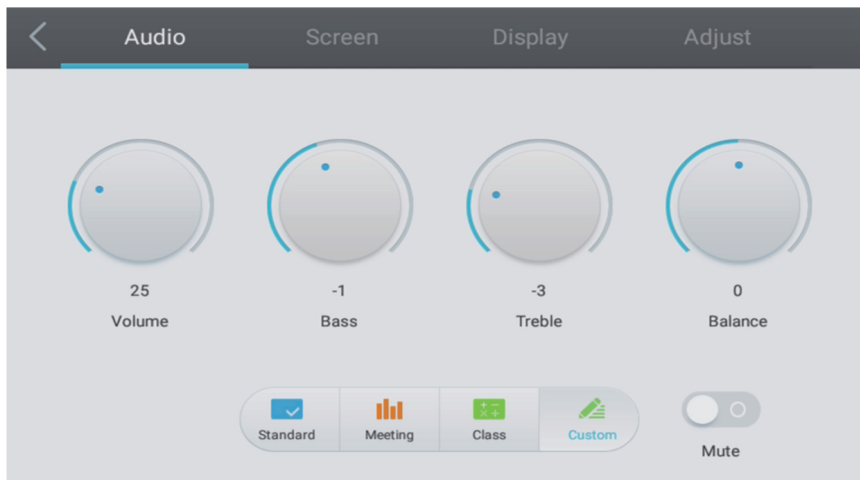 Audio Screen Display Adjust
25 -1 -3 0
Volume Bass Treble Balance
Standard Meeting Class Custom
Mute